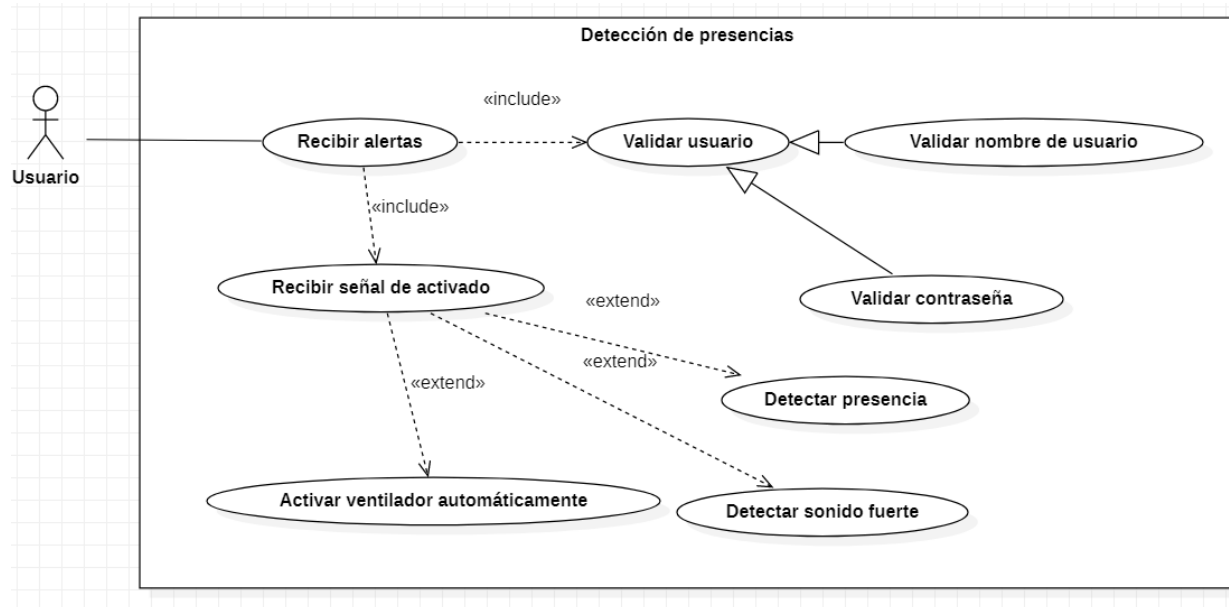 Detección de presencias
«include»
Recibir alertas
Validar usuario
Validar nombre de usuario
Usuario
«include»
Recibir señal de activado
«extend»
Validar contraseña
«extend»
«extend»
Detectar presencia
Activar ventilador automáticamente
Detectar sonido fuerte